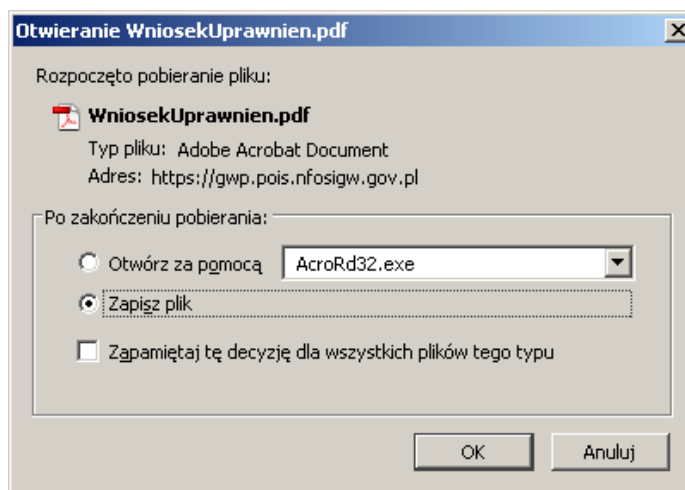 Otwieranie WniosekUprawnien.pdf
Rozpoczęto pobieranie pliku:
WniosekUprawnien.pdf
Typ pliku: Adobe Acrobat Document
Adres: https://gwp.pois.nfosigw.gov.pl
Po zakończeniu pobierania:
Otwórz za pomocą AcroRd32.exe
Zapisz plik
Zapamiętaj tę decyzję dla wszystkich plików tego typu
OK Anuluj